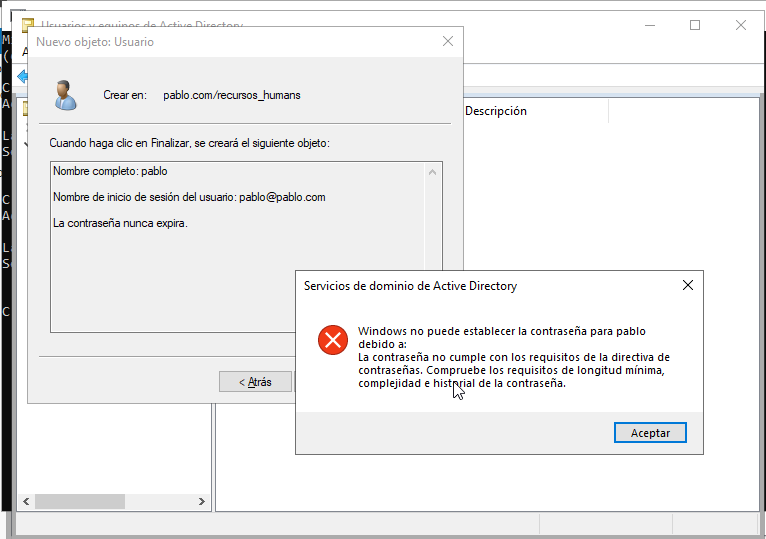 Usuarios y equipos de Active Directory
Nuevo objeto: Usuario
Crear en: pablo.com/recursos_humans
Descripción
Cuando haga clic en Finalizar, se creará el siguiente objeto:
Nombre completo: pablo
Nombre de inicio de sesión del usuario: pablo@pablo.com
La contraseña nunca expira.
< Atrás
Servicios de dominio de Active Directory
Windows no puede establecer la contraseña para pablo
debido a:
La contraseña no cumple con los requisitos de la directiva de
contraseñas. Compruebe los requisitos de longitud mínima,
complejidad e historial de la contraseña.
Aceptar